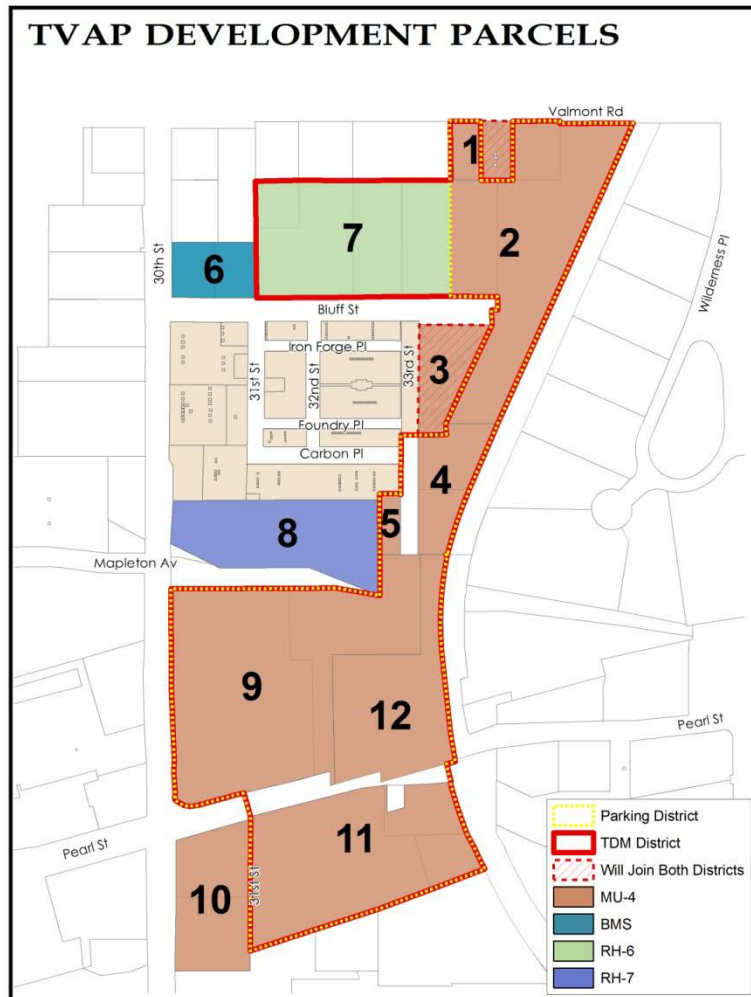 TVAP DEVELOPMENT PARCELS
Valmont Rd
1
2
30th St
7
6
Wilderness Pl
Bluff St
Iron Forge Pl
31st St
32nd St
33rd St
3
Foundry Pl
Carbon Pl
4
5
8
Mapleton Av
9
12
Pearl St
11
Pearl St
31st St
10
Parking District
TDM District
Will Join Both Districts
MU-4
BMS
RH-6
RH-7